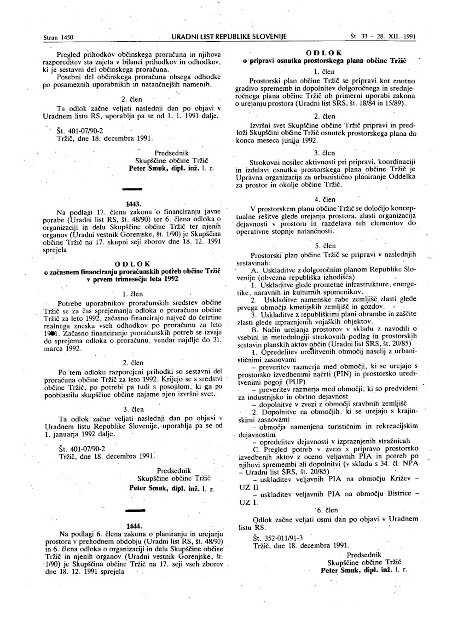 Stran 1450
URADNI LIST REPUBLIKE SLOVENIJE
Št. 33 – 28. XII. 1991
Pregled prihodkov občinskega proračuna in njihova
razporeditev sta zajeta v bilanci prihodkov in odhodkov,
ki je sestavni del občinskega proračuna.
Posebni del občinskega proračuna obsega odhodke
po posameznih uporabnikih in natančnejših namenih.
2. člen
Ta odlok začne veljati naslednji dan po objavi v
Uradnem listu RS, uporablja pa se od 1. 1. 1991 dalje.
Št. 401-07/90-2
Tržič, dne 18. decembra 1991.
Predsednik
Skupščine občine Tržič
Peter Smuk, dipl. inž. l. r.
1443.
Na podlagi 17. člena zakona o financiranju javne
porabe (Uradni list RS, št. 48/90) ter 6. člena odloka o
organizaciji in delu Skupščine občine Tržič ter njenih
organov (Uradni vestnik Gorenjske, št. 1/90) je Skupščina
občine Tržič na 17. skupni seji zborov dne 18. 12. 1991
sprejela
ODLOK
o začasnem financiranju proračunskih potreb občine Tržič
v prvem trimesečju leta 1992
1. člen
Potrebe uporabnikov proračunskih sredstev občine
Tržič se za čas sprejemanja odloka o proračunu občine
Tržič za leto 1992, začasno financirajo največ do četrtine
realnega zneska vseh odhodkov po proračunu za leto
1991. Začasno financiranje proračunskih potreb se izvaja
do sprejema odloka o proračunu, vendar najdlje do 31.
marca 1992.
2. člen
Po tem odloku razporejeni prihodki so sestavni del
proračuna občine Tržič za leto 1992. Krijejo se s sredstvi
občine Tržič, po potrebi pa tudi s posojilom, ki ga po
pooblastilu skupščine občine najame njen izvršni svet.
3. člen
Ta odlok začne veljati naslednji dan po objavi v
Uradnem listu Republike Slovenije, uporablja pa se od
1. januarja 1992 dalje.
Št. 401-07/90-2
Tržič, dne 18. decembra 1991.
Predsednik
Skupščine občine Tržič
Peter Smuk, dipl. inž. l. r.
1444.
Na podlagi 6. člena zakona o planiranju in urejanju
prostora v prehodnem obdobju (Uradni list RS, št. 48/90)
in 6. člena odloka o organizaciji in delu Skupščine občine
Tržič in njenih organov (Uradni vestnik Gorenjske, št.
1/90) je Skupščina občine Tržič na 17. seji vseh zborov
dne 18. 12. 1991 sprejela
ODLOK
o pripravi osnutka prostorskega plana občine Tržič
1. člen
Prostorski plan občine Tržič se pripravi kot enotno
gradivo sprememb in dopolnitev dolgoročnega in srednje-
ročnega plana občine Tržič ob primerni uporabi zakona
o urejanju prostora (Uradni list SRS, št. 18/84 in 15/89).
2. člen
Izvršni svet Skupščine občine Tržič pripravi in pred-
loži Skupščini občine Tržič osnutek prostorskega plana do
konca meseca junija 1992.
3. člen
Strokovni nosilec aktivnosti pri pripravi, koordinaciji
in izdelavi osnutka prostorskega plana občine Tržič je
Upravna organizacija za urbanistično planiranje Oddelka
za prostor in okolje občine Tržič.
4. člen
V prostorskem planu občine Tržič se določijo koncep-
tualne rešitve glede urejanja prostora, zlasti organizacija
dejavnosti v prostoru in razdelava teh elementov do
operativne stopnje natančnosti.
5. člen
Prostorski plan občine Tržič se pripravi v naslednjih
sestavinah:
A. Uskladitve z dolgoročnim planom Republike Slo-
venije (obvezna republiška izhodišča)
1. Uskladitve glede prometne infrastrukture, energe-
tike, naravnih in kulturnih spomenikov.
2. Uskladitve namenske rabe zemljišč zlasti glede
prvega območja kmetijskih zemljišč in gozdov.
3. Uskladitve z republiškimi plani obrambe in zaščite
zlasti glede izpraznjenih vojaških objektov.
B. Način urejanja prostorov v skladu z navodili o
vsebini in metodologiji strokovnih podlag in prostorskih
sestavin planskih aktov občin (Uradni list SRS, št. 20/85)
1. Opredelitev ureditvenih območij naselij z urbani-
stičnimi zasnovami
– preveritev razmerja med območji, ki se urejajo s
prostorsko izvedbenimi načrti (PIN) in prostorsko uredi-
tvenimi pogoji (PUP)
– preveritev razmerja med območji, ki so predvideni
za industrijsko in obrtno dejavnost
– dopolnitve v zvezi z območji stavbnih zemljišč
2. Dopolnitve na območjih, ki se urejajo s krajin-
skimi zasnovami
– območja namenjena turističnim in rekreacijskim
dejavnostim
– opredelitev dejavnosti v izpraznjenih stražnicah
C. Pregled potreb v zvezi s pripravo prostorsko
izvedbenih aktov z oceno veljavnih PIA in potreb po
njihovi spremembi ali dopolnitvi (v skladu s 34. čl. NPA
– Uradni list SRS, št. 20/85)
– uskladitev veljavnih PIA na območju Križev –
UZ II
– uskladitev veljavnih PIA na območju Bistrice –
UZ I.
6. člen
Odlok začne veljati osmi dan po objavi v Uradnem
listu RS.
Št. 352-011/91-3
Tržič, dne 18. decembra 1991.
Predsednik
Skupščine občine Tržič
Peter Smuk, dipl. inž. l. r.